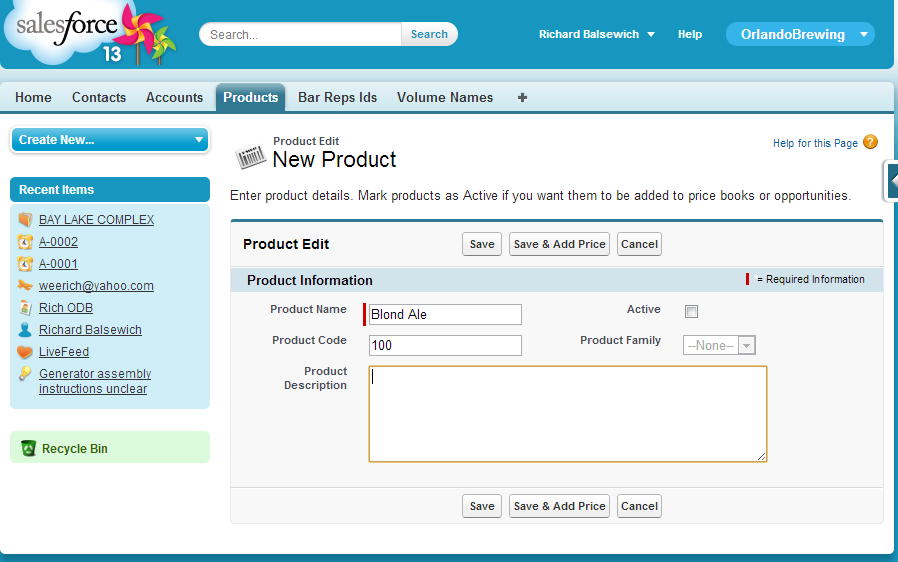 salesforce
13
Search...
Search
Richard Balsewich
Help
OrlandoBrewing
Home
Contacts
Accounts
Products
Bar Reps Ids
Volume Names
+
Create New...
Recent Items
BAY LAKE COMPLEX
A-0002
A-0001
weerich@yahoo.com
Rich ODB
Richard Balsewich
LiveFeed
Generator assembly
instructions unclear
Recycle Bin
Product Edit
New Product
Help for this Page ?
Enter product details. Mark products as Active if you want them to be added to price books or opportunities.
Product Edit
Save
Save & Add Price
Cancel
Product Information
= Required Information
Product Name
Blond Ale
Active
Product Code
100
Product Family
--None--
Product
Description
Save
Save & Add Price
Cancel